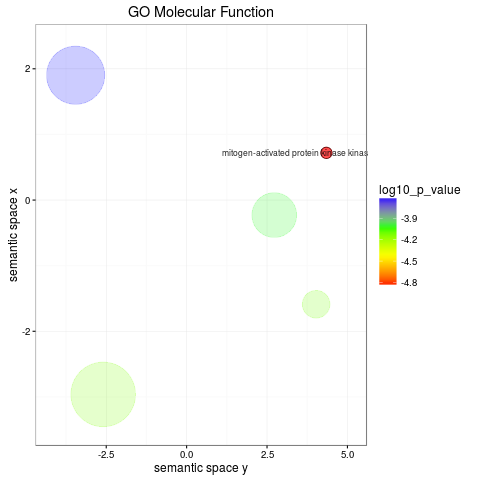 GO Molecular Function
mitogen-activated protein kinase kinas
log10_p_value
-3.9
-4.2
-4.5
-4.8
2
0
-2
semantic space x
-2.5
0.0
2.5
5.0
semantic space y